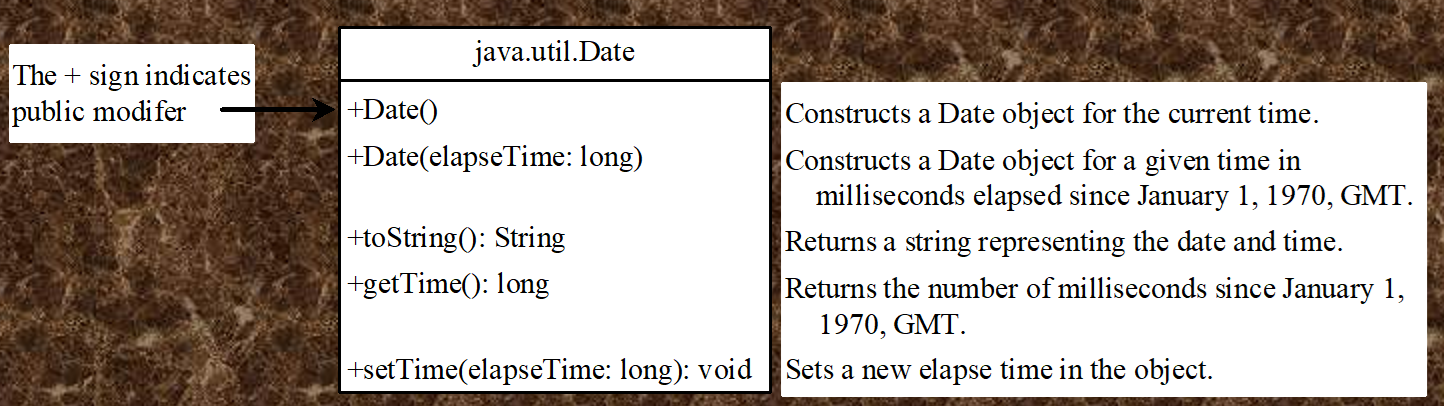 The + sign indicates
public modifer
java.util.Date
+Date()
Constructs a Date object for the current time.
+Date(elapseTime: long)
Constructs a Date object for a given time in
milliseconds elapsed since January 1, 1970, GMT.
+toString(): String
Returns a string representing the date and time.
+getTime(): long
Returns the number of milliseconds since January 1,
1970, GMT.
+setTime(elapseTime: long): void
Sets a new elapse time in the object.